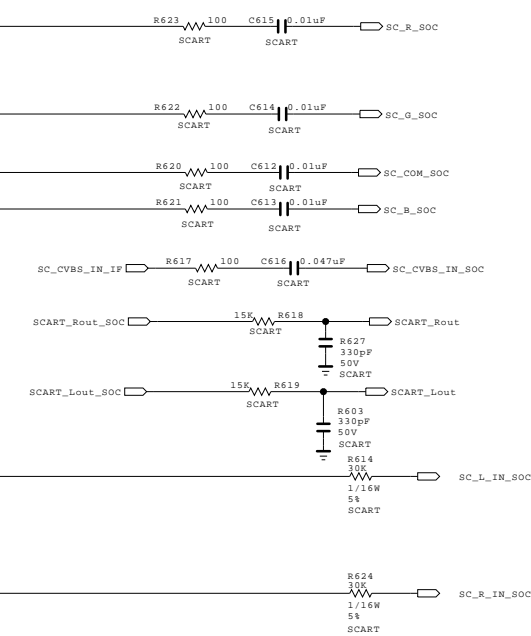 R623 100 C615 0.01uF SC_R_SOC
SCART SCART
R622 100 C614 0.01uF SC_G_SOC
SCART SCART
R620 100 C612 0.01uF SC_COM_SOC
SCART SCART
R621 100 C613 0.01uF SC_B_SOC
SCART SCART
SC_CVBS_IN_IF R617 100 C616 0.047uF SC_CVBS_IN_SOC
SCART SCART
SCART_Rout_SOC 15K R618 SCART_Rout
SCART
R627
330pF
50V
SCART
SCART_Lout_SOC 15K R619 SCART_Lout
SCART
R603
330pF
50V
SCART
R614
30K
SC_L_IN_SOC
1/16W
5%
SCART
R624
30K
SC_R_IN_SOC
1/16W
5%
SCART